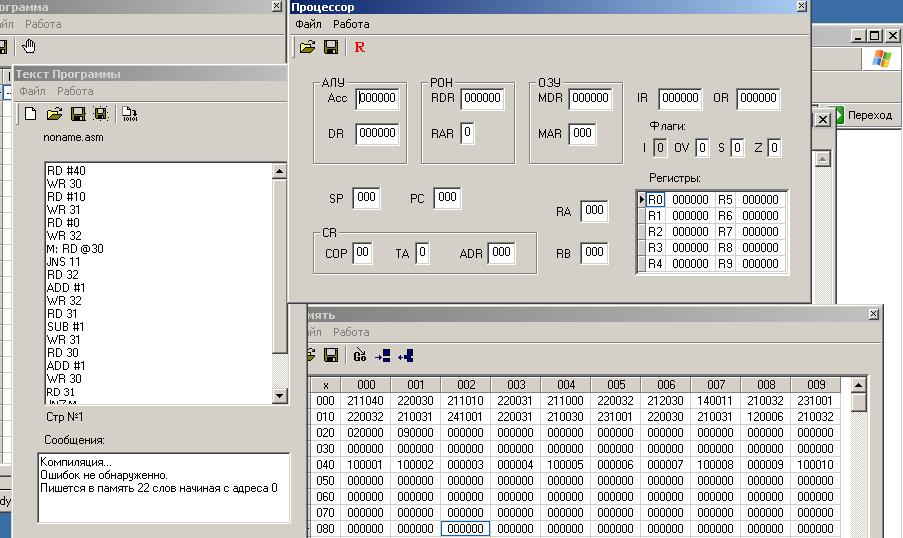 ограмма
йл Работа
Текст Программы
Файл Работа
noname.asm
RD #40
WR 30
RD #10
WR 31
RD #0
WR 32
M: RD @30
JNS 11
RD 32
ADD #1
WR 32
RD 31
SUB #1
WR 31
RD 30
ADD #1
WR 30
RD 31
JNZ M
Стр №1
Сообщения:
Компиляция...
Ошибок не обнаруженно.
Пишется в память 22 слов начиная с адреса 0
Процессор
Файл Работа
R
АЛУ РОН ОЗУ
Acc 000000 RDR 000000 MDR 000000 IR 000000 OR 000000
DR 000000 RAR 0 MAR 000
Флаги:
I 0 OV 0 S 0 Z 0
SP 000 PC 000
RA 000
RB 000
CR
COP 00 TA 0 ADR 000
Регистры:
R0 000000 R5 000000
R1 000000 R6 000000
R2 000000 R7 000000
R3 000000 R8 000000
R4 000000 R9 000000
Переход
мять
йл Работа
Go
x 000 001 002 003 004 005 006 007 008 009
000 211040 220030 211010 220031 211000 220032 212030 140011 210032 231001
010 220032 210031 241001 220031 210030 231001 220030 210031 120006 210032
020 020000 090000 000000 000000 000000 000000 000000 000000 000000 000000
030 000000 000000 000000 000000 000000 000000 000000 000000 000000 000000
040 100001 100002 000003 000004 100005 000006 000007 100008 000009 100010
050 000000 000000 000000 000000 000000 000000 000000 000000 000000 000000
060 000000 000000 000000 000000 000000 000000 000000 000000 000000 000000
070 000000 000000 000000 000000 000000 000000 000000 000000 000000 000000
080 000000 000000 000000 000000 000000 000000 000000 000000 000000 000000
dy